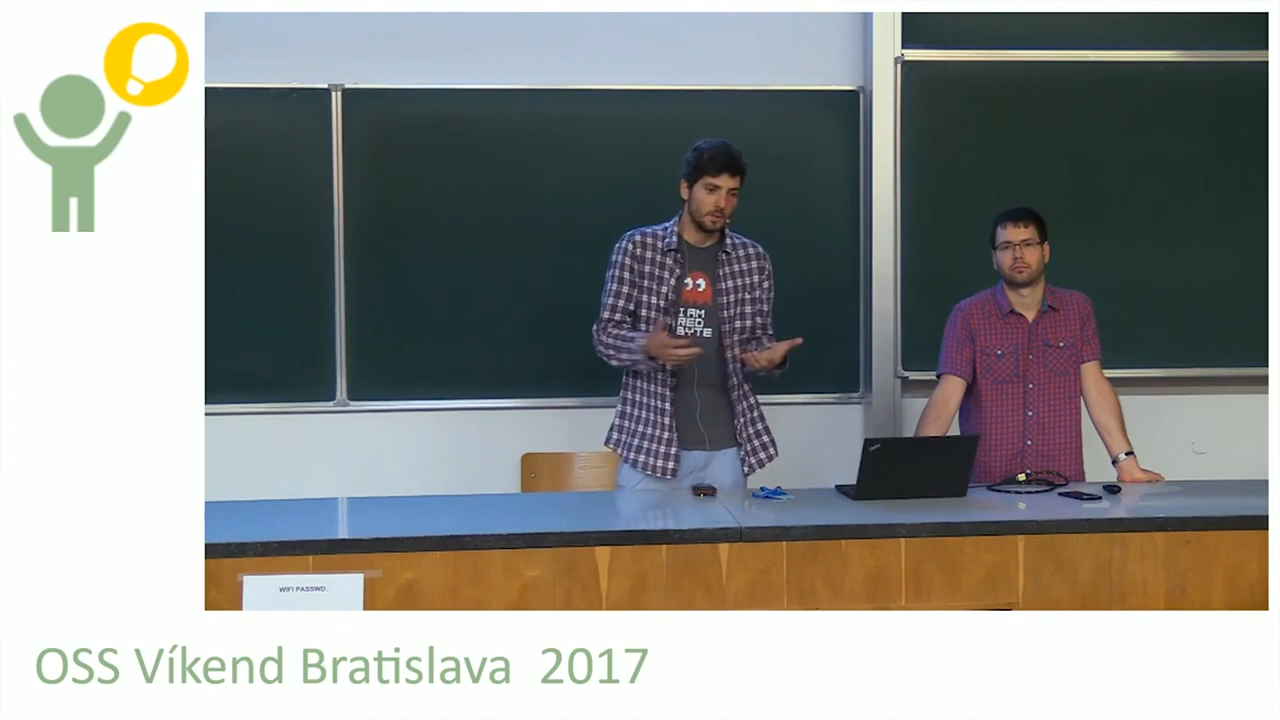 I AM
RED
BYTE
WIFI PASSWD.
OSS Víkend Bratislava 2017